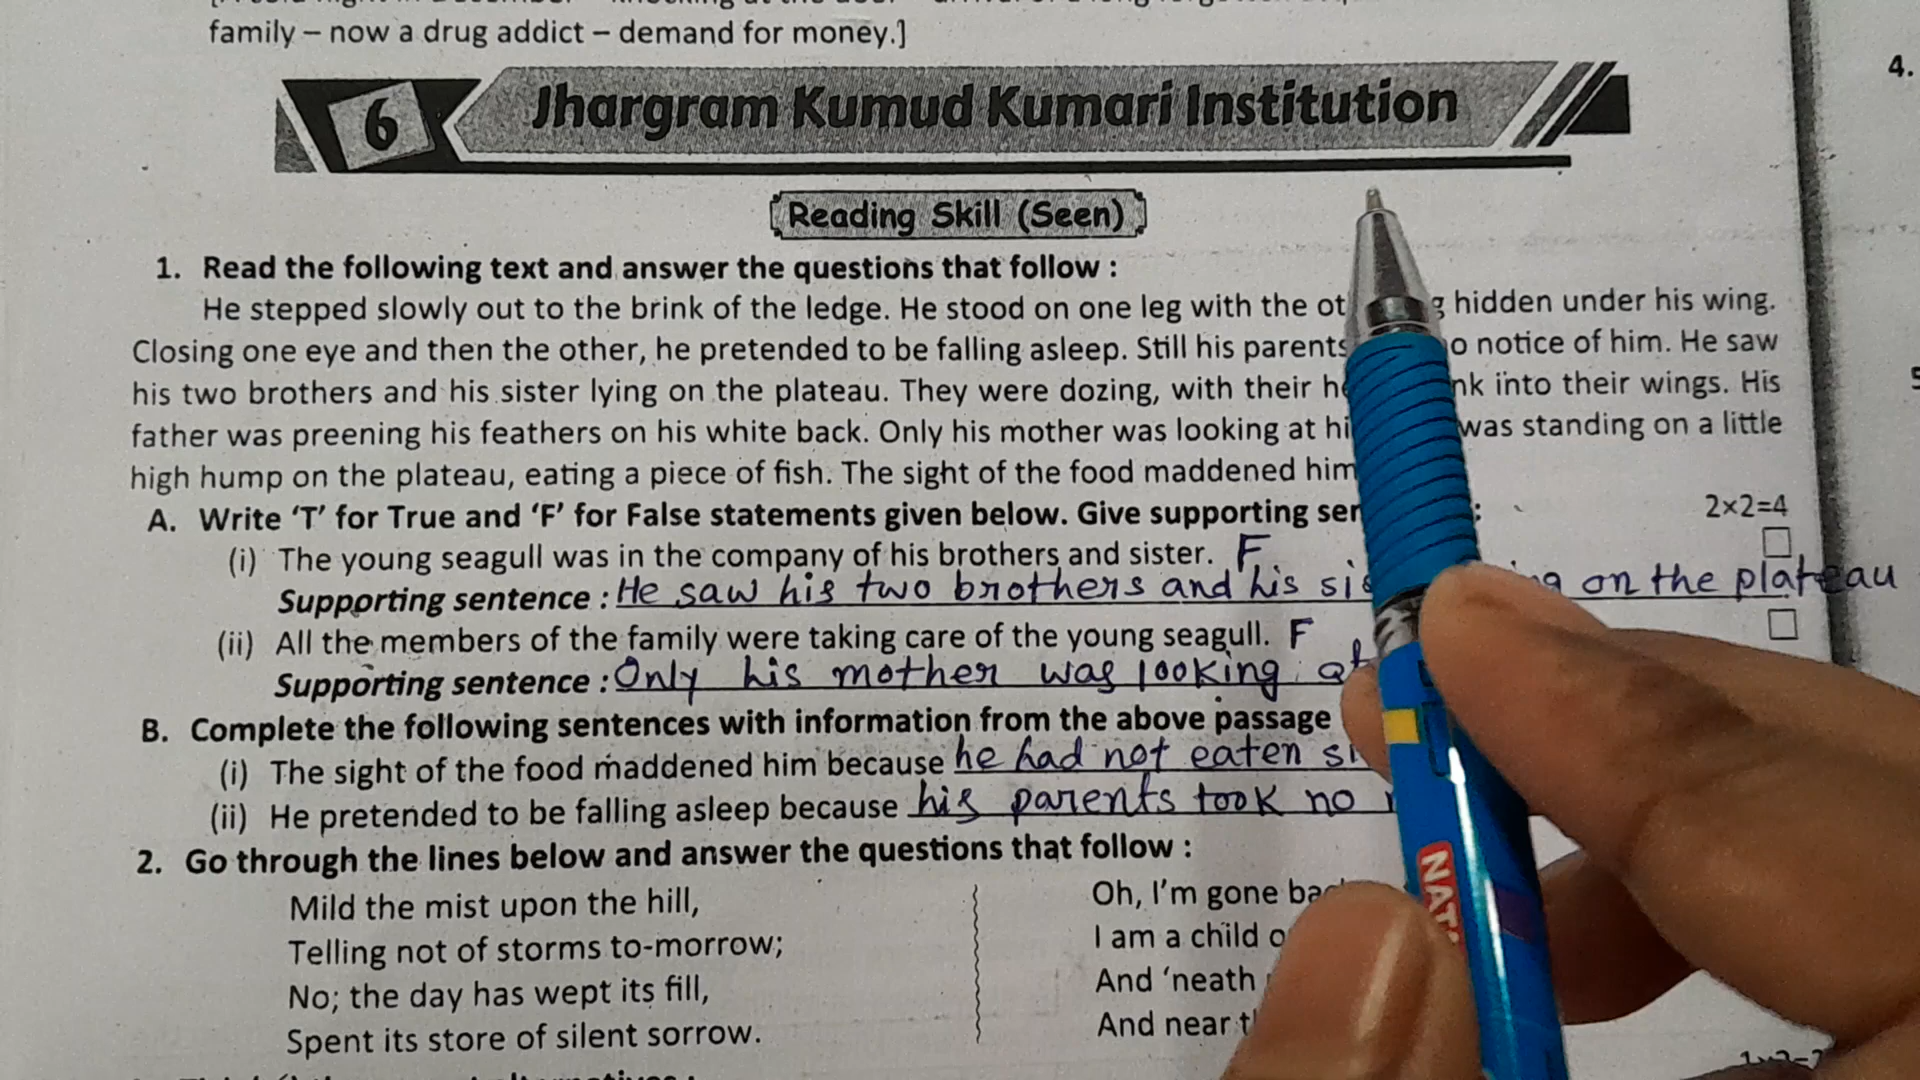 family – now a drug addict – demand for money.]
6 Jhargram Kumud Kumari Institution
4.
Reading Skill (Seen)
1. Read the following text and answer the questions that follow :
He stepped slowly out to the brink of the ledge. He stood on one leg with the hidden under his wing.
Closing one eye and then the other, he pretended to be falling asleep. Still his parents notice of him. He saw
his two brothers and his sister lying on the plateau. They were dozing, with their into their wings. His
father was preening his feathers on his white back. Only his mother was looking at was standing on a little
high hump on the plateau, eating a piece of fish. The sight of the food maddened him
A. Write ‘T’ for True and ‘F’ for False statements given below. Give supporting : 2×2=4
(i) The young seagull was in the company of his brothers and sister. F
Supporting sentence : He saw his two brothers and his on the plateau
(ii) All the members of the family were taking care of the young seagull. F
Supporting sentence : Only his mother was looking at
B. Complete the following sentences with information from the above passage
(i) The sight of the food maddened him because he had not eaten
(ii) He pretended to be falling asleep because his parents took no
2. Go through the lines below and answer the questions that follow :
Mild the mist upon the hill,
Telling not of storms to-morrow;
No; the day has wept its fill,
Spent its store of silent sorrow.
Oh, I’m gone
I am a child
And ‘neath
And near